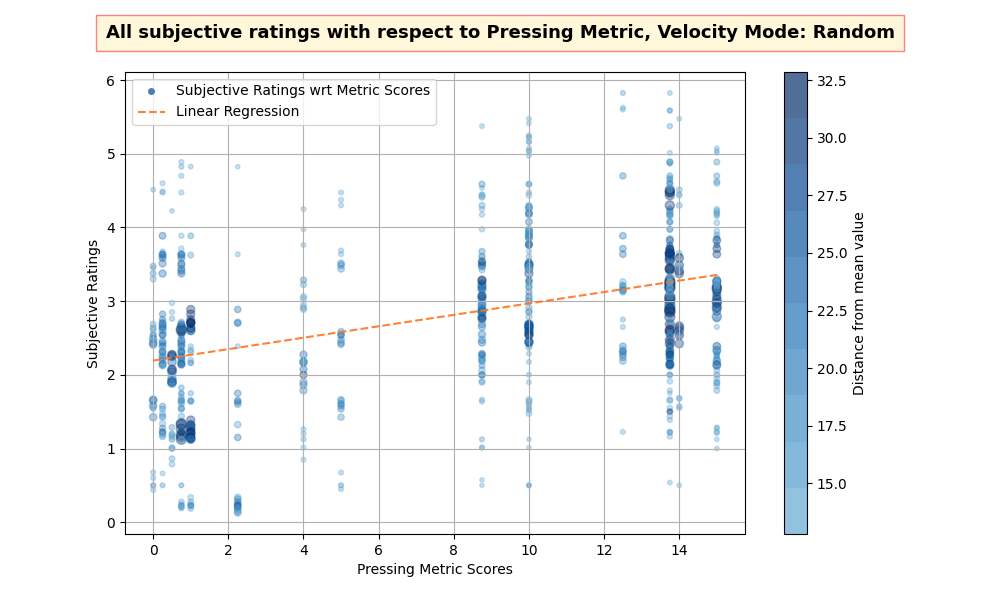 All subjective ratings with respect to Pressing Metric, Velocity Mode: Random
Subjective Ratings wrt Metric Scores
Linear Regression
Subjective Ratings
6
5
4
3
2
1
0
0 2 4 6 8 10 12 14
Pressing Metric Scores
32.5
30.0
27.5
25.0
22.5
20.0
17.5
15.0
Distance from mean value